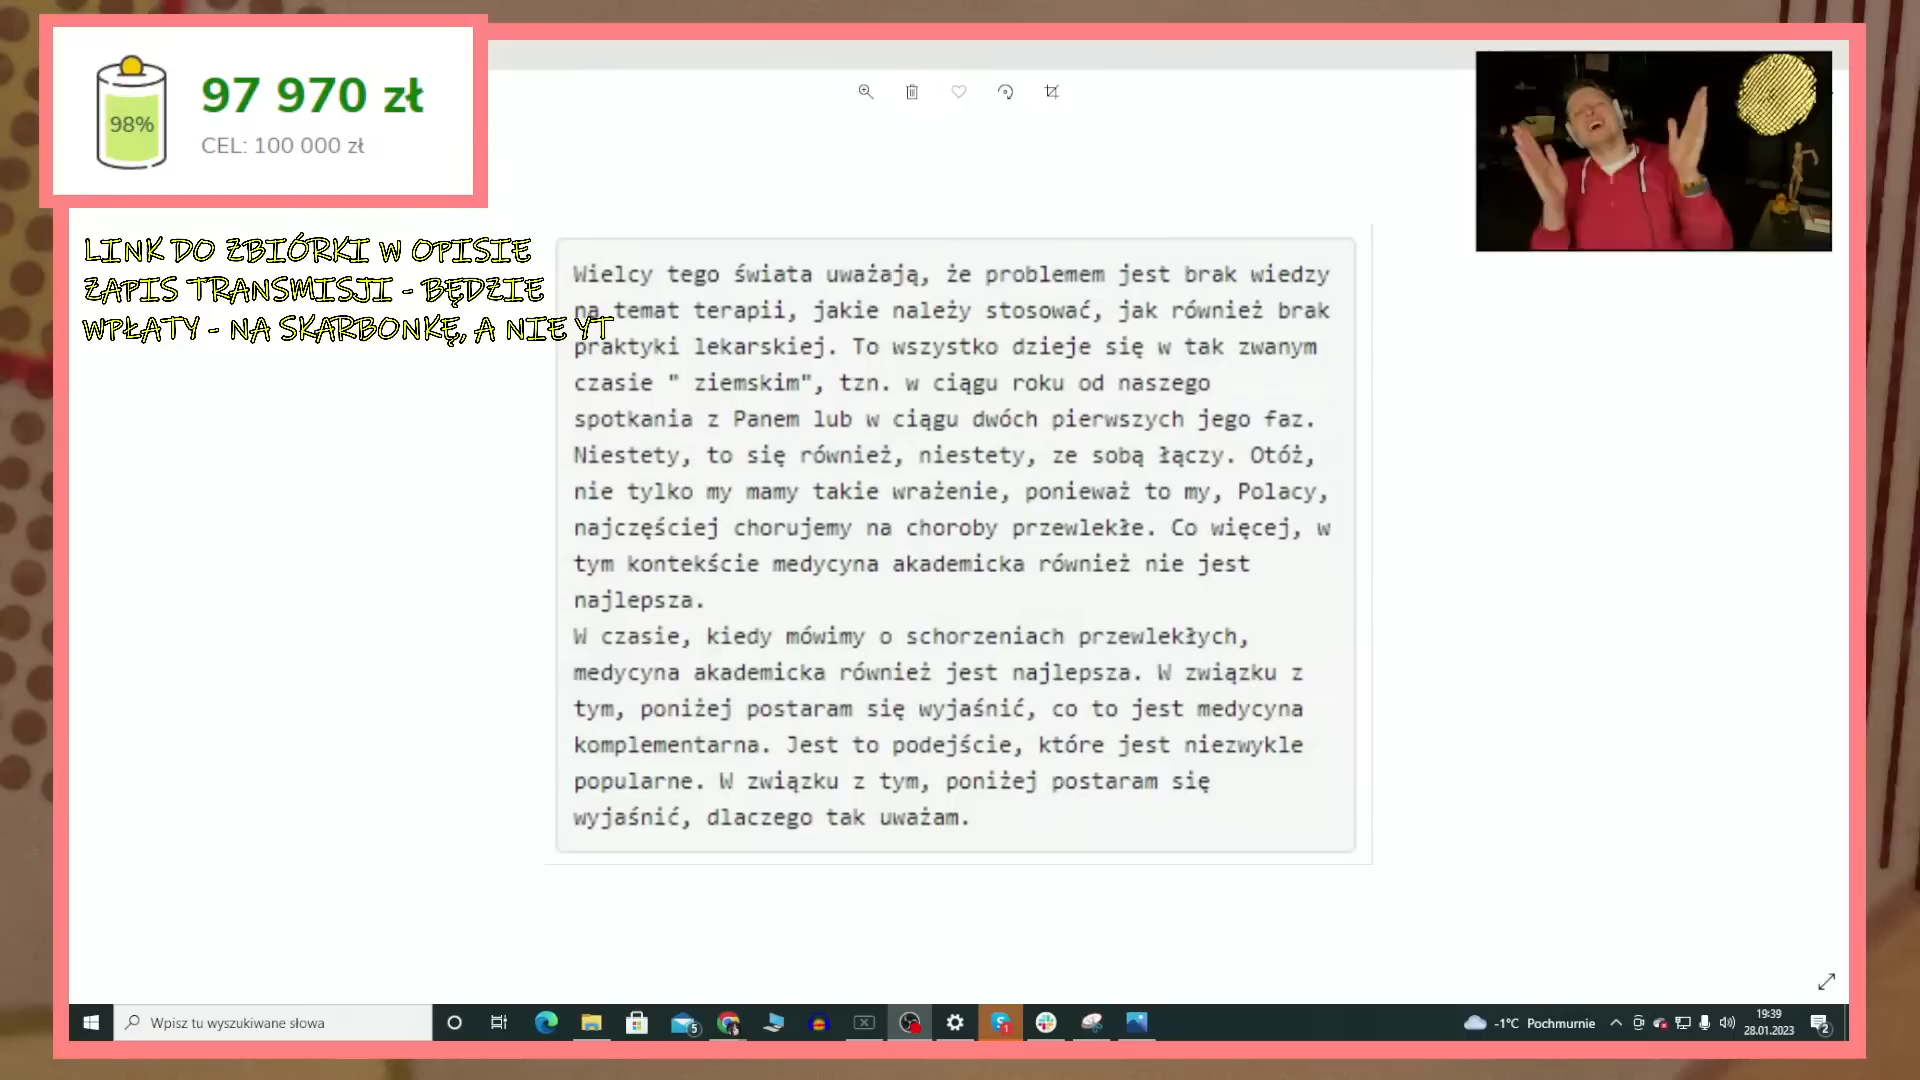 97 970 zł
98%
CEL: 100 000 zł
LINK DO ZBIÓRKI W OPISIE
ZAPIS TRANSMISJI - BĘDZIE
WPŁATY - NA SKARBONKĘ, A NIE YT
Wielcy tego świata uważają, że problemem jest brak wiedzy
na temat terapii, jakie należy stosować, jak również brak
praktyki lekarskiej. To wszystko dzieje się w tak zwanym
czasie " ziemskim", tzn. w ciągu roku od naszego
spotkania z Panem lub w ciągu dwóch pierwszych jego faz.
Niestety, to się również, niestety, ze sobą łączy. Otóż,
nie tylko my mamy takie wrażenie, ponieważ to my, Polacy,
najczęściej chorujemy na choroby przewlekłe. Co więcej, w
tym kontekście medycyna akademicka również nie jest
najlepsza.
W czasie, kiedy mówimy o schorzeniach przewlekłych,
medycyna akademicka również jest najlepsza. W związku z
tym, poniżej postaram się wyjaśnić, co to jest medycyna
komplementarna. Jest to podejście, które jest niezwykle
popularne. W związku z tym, poniżej postaram się
wyjaśnić, dlaczego tak uważam.
Wpisz tu wyszukiwane słowa
5
1
-1°C Pochmurnie
19:39
28.01.2023
2